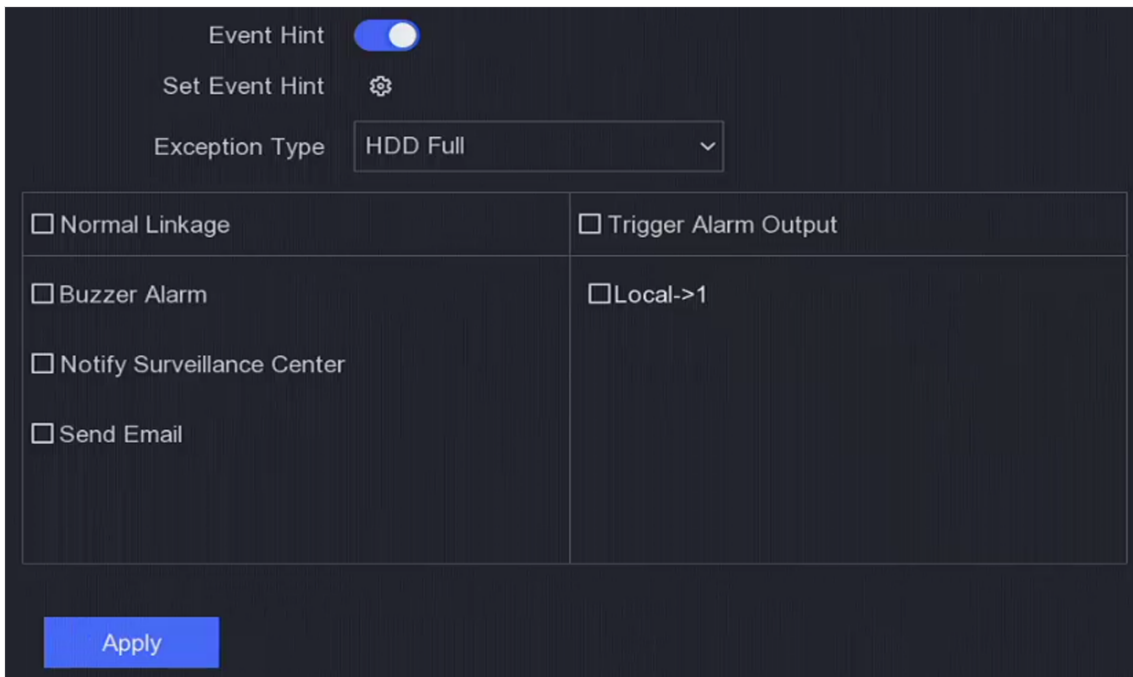 Event Hint
Set Event Hint
Exception Type HDD Full
Normal Linkage Trigger Alarm Output
Buzzer Alarm Local->1
Notify Surveillance Center
Send Email
Apply